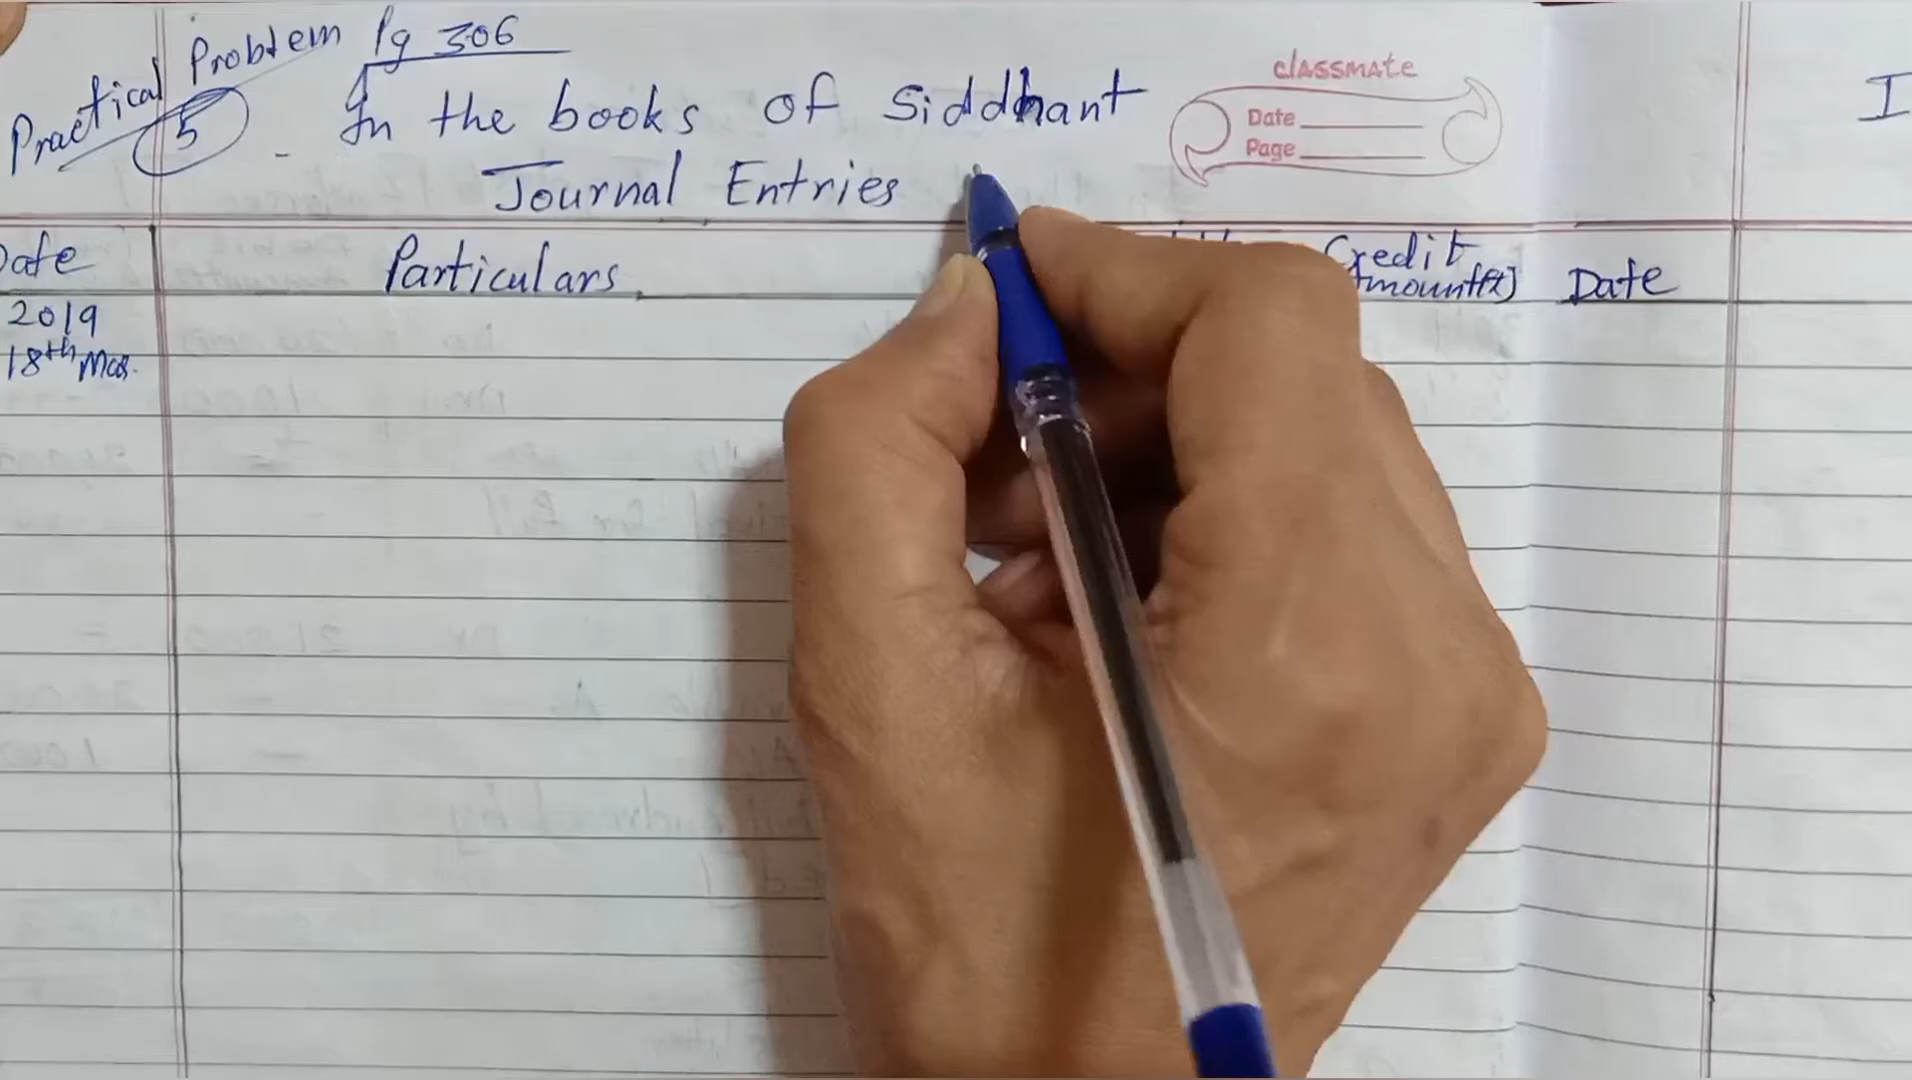 Practical Problem Pg 306
5
In the books of Siddhant
Journal Entries
classmate
Date
Page
I
Date
Particulars
Credit
Amount(₹)
Date
2019
18th Mar.